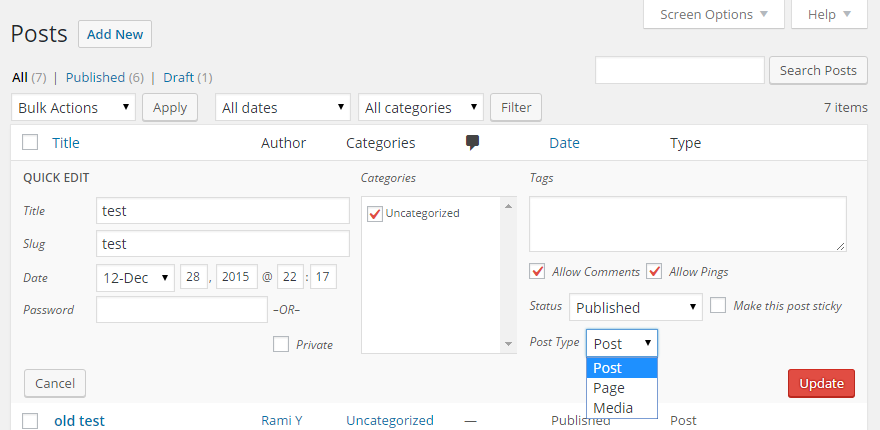 Screen Options Help
Posts Add New
All (7) | Published (6) | Draft (1)
Search Posts
Bulk Actions Apply All dates All categories Filter 7 items
Title Author Categories Date Type
QUICK EDIT Categories Tags
Title test
Uncategorized
Slug test
Date 12-Dec 28 , 2015 @ 22 : 17
Allow Comments Allow Pings
Password –OR–
Status Published Make this post sticky
Private
Post Type Post
Post
Page
Media
Cancel Update
old test Rami Y Uncategorized — Published Post